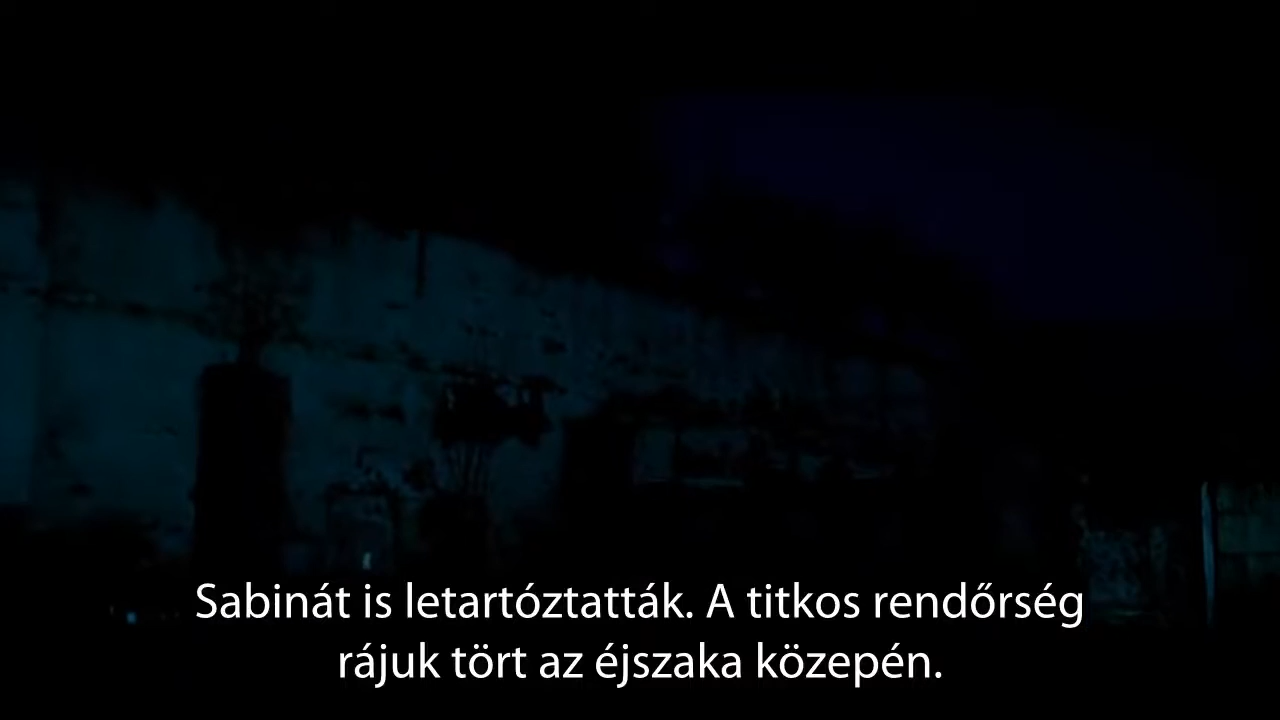 Sabinát is letartóztatták. A titkos rendőrség
rájuk tört az éjszaka közepén.